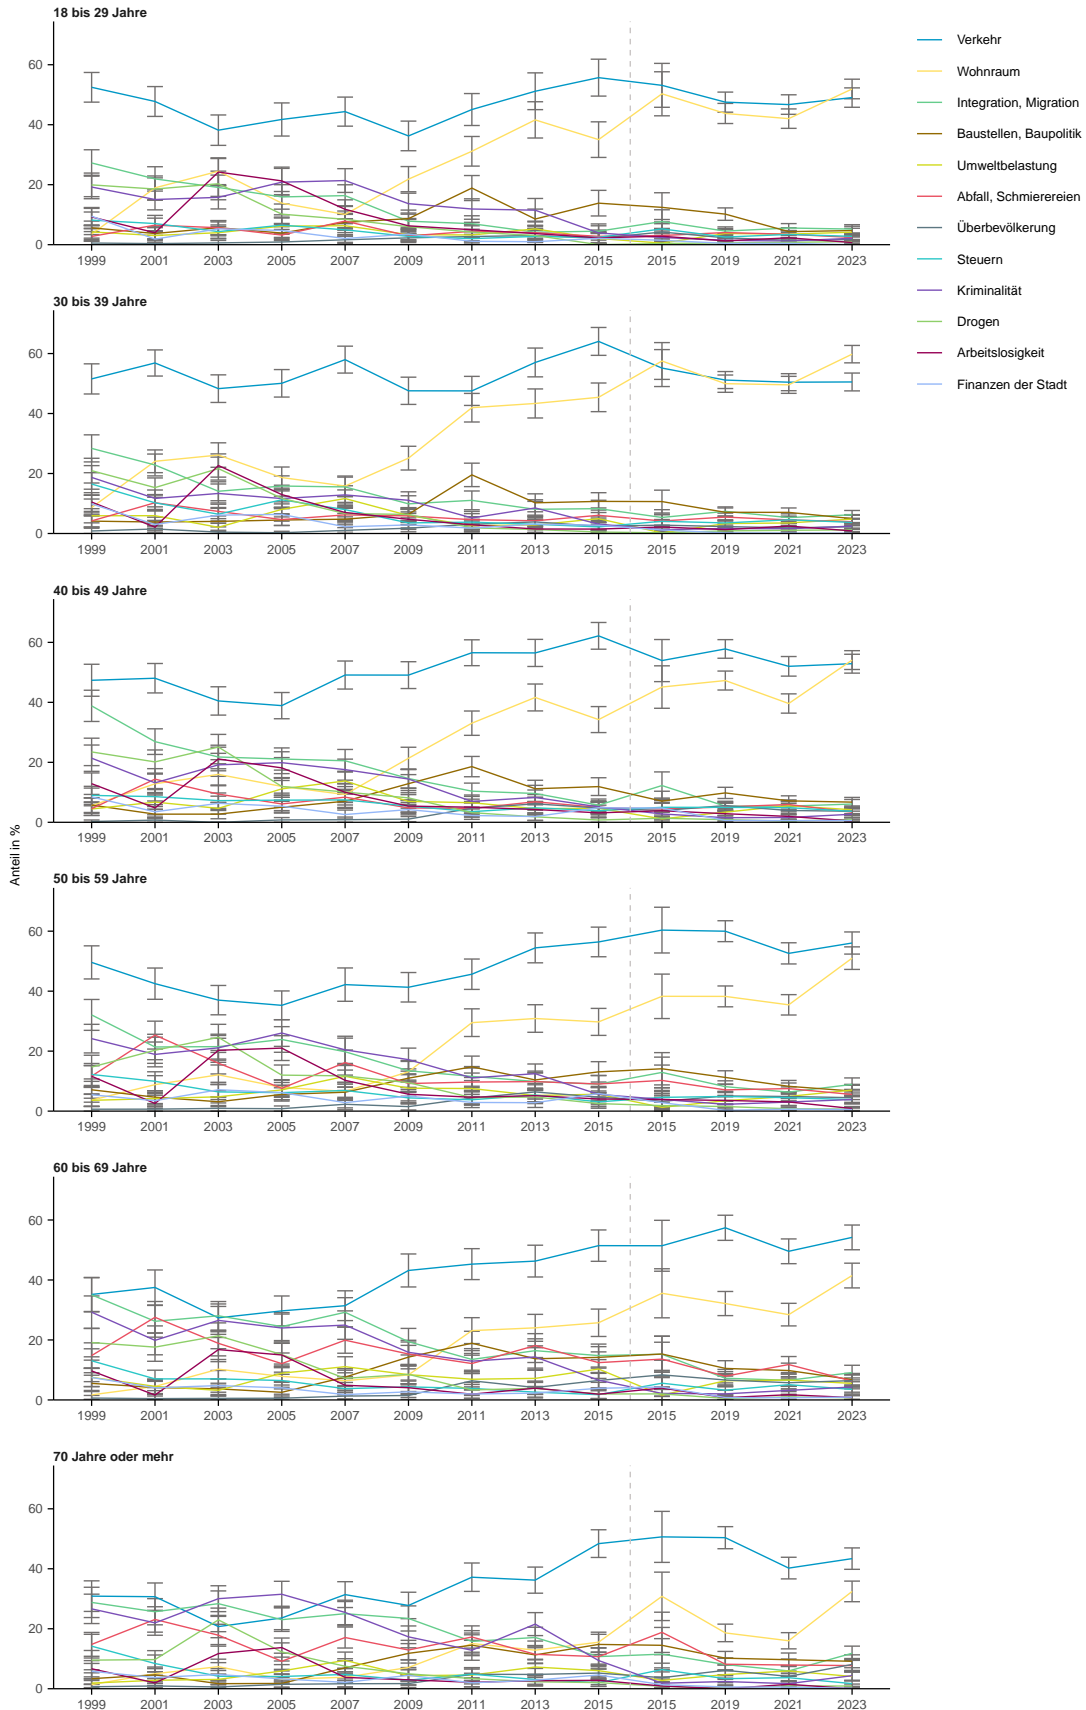 18 bis 29 Jahre
60
40
20
0
1999 2001 2003 2005 2007 2009 2011 2013 2015 2015 2019 2021 2023
Verkehr
Wohnraum
Integration, Migration
Baustellen, Baupolitik
Umweltbelastung
Abfall, Schmierereien
Überbevölkerung
Steuern
Kriminalität
Drogen
Arbeitslosigkeit
Finanzen der Stadt
30 bis 39 Jahre
60
40
20
0
1999 2001 2003 2005 2007 2009 2011 2013 2015 2015 2019 2021 2023
40 bis 49 Jahre
60
40
20
0
1999 2001 2003 2005 2007 2009 2011 2013 2015 2015 2019 2021 2023
Anteil in %
50 bis 59 Jahre
60
40
20
0
1999 2001 2003 2005 2007 2009 2011 2013 2015 2015 2019 2021 2023
60 bis 69 Jahre
60
40
20
0
1999 2001 2003 2005 2007 2009 2011 2013 2015 2015 2019 2021 2023
70 Jahre oder mehr
60
40
20
0
1999 2001 2003 2005 2007 2009 2011 2013 2015 2015 2019 2021 2023